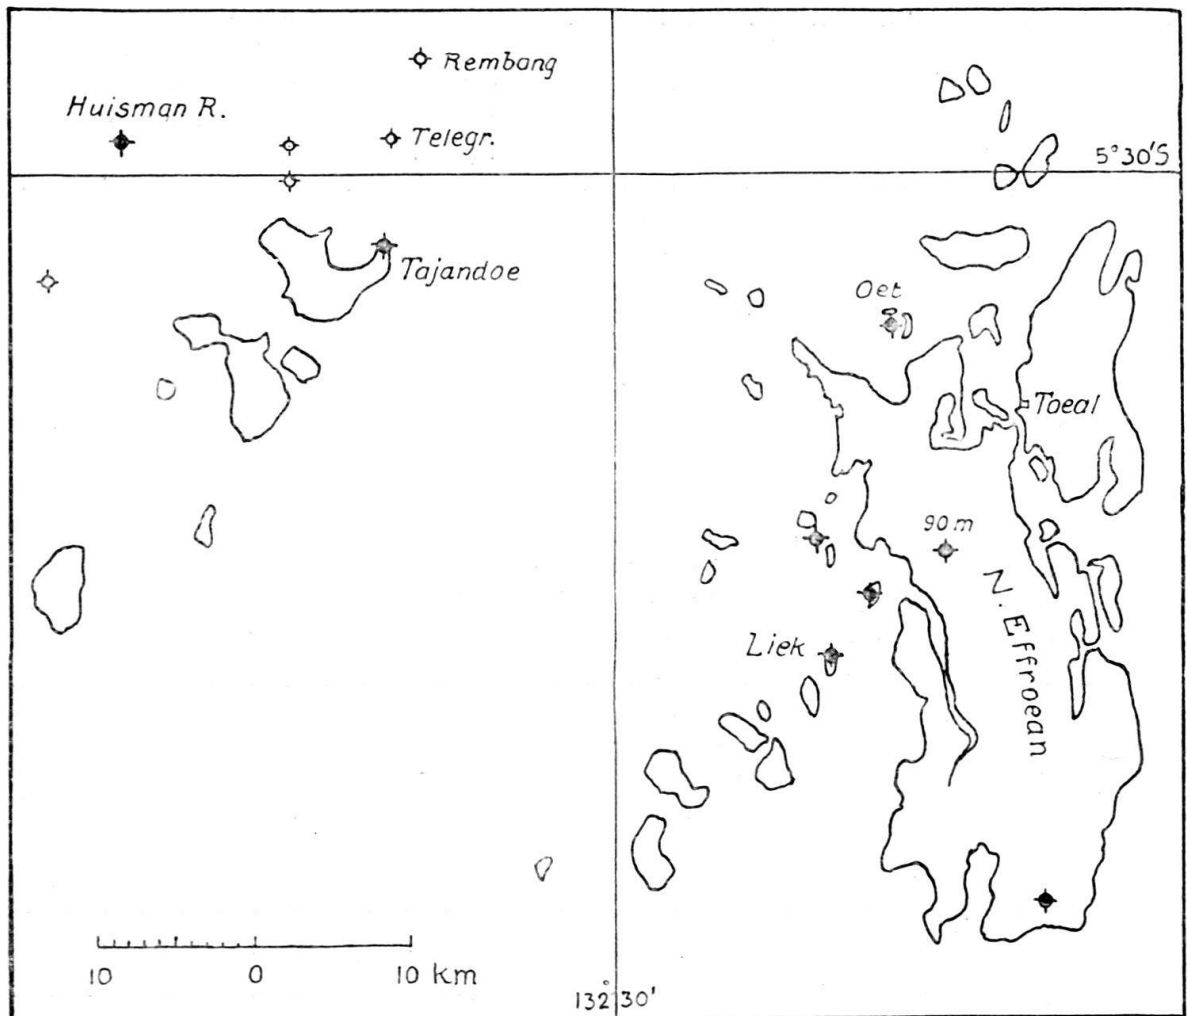 Rembang
Huisman R.
Telegr.
5°30'S
Tajandoe
Oet
Toeal
90 m
N. Effroean
Liek
10 0 10 km
132°30'